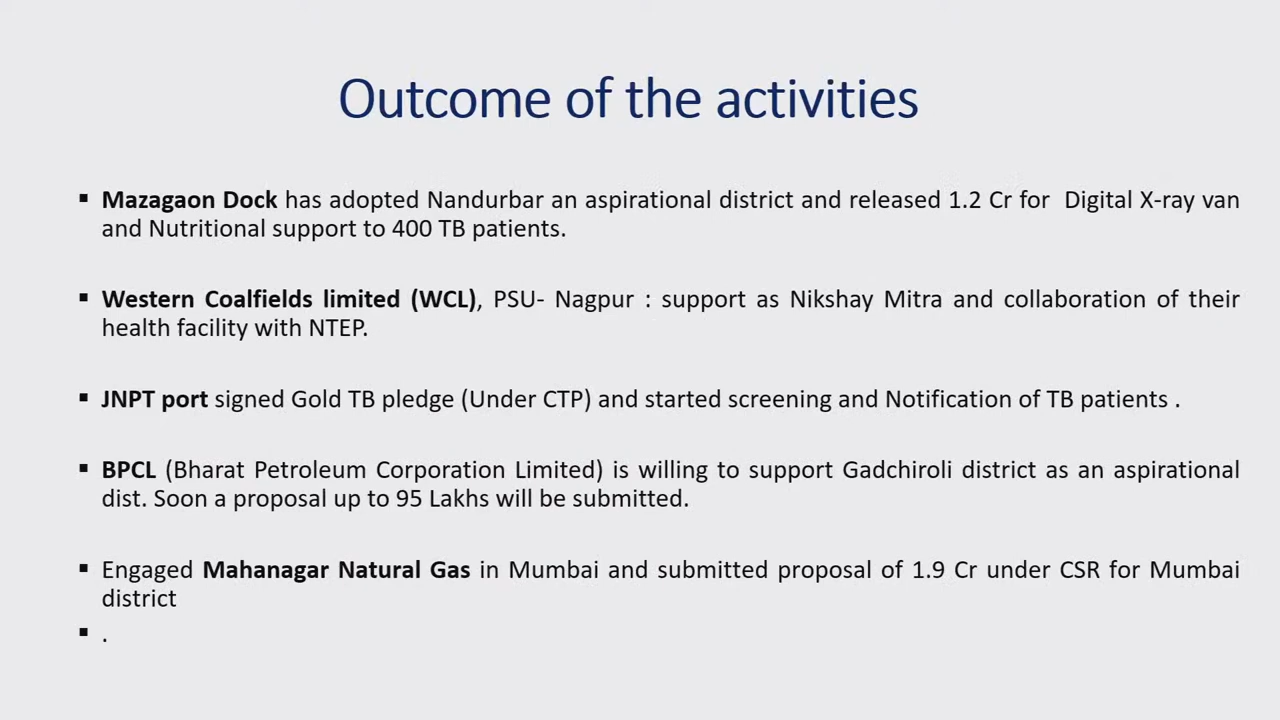 Outcome of the activities
▪ Mazagaon Dock has adopted Nandurbar an aspirational district and released 1.2 Cr for Digital X-ray van
and Nutritional support to 400 TB patients.
▪ Western Coalfields limited (WCL), PSU- Nagpur : support as Nikshay Mitra and collaboration of their
health facility with NTEP.
▪ JNPT port signed Gold TB pledge (Under CTP) and started screening and Notification of TB patients .
▪ BPCL (Bharat Petroleum Corporation Limited) is willing to support Gadchiroli district as an aspirational
dist. Soon a proposal up to 95 Lakhs will be submitted.
▪ Engaged Mahanagar Natural Gas in Mumbai and submitted proposal of 1.9 Cr under CSR for Mumbai
district
▪ .